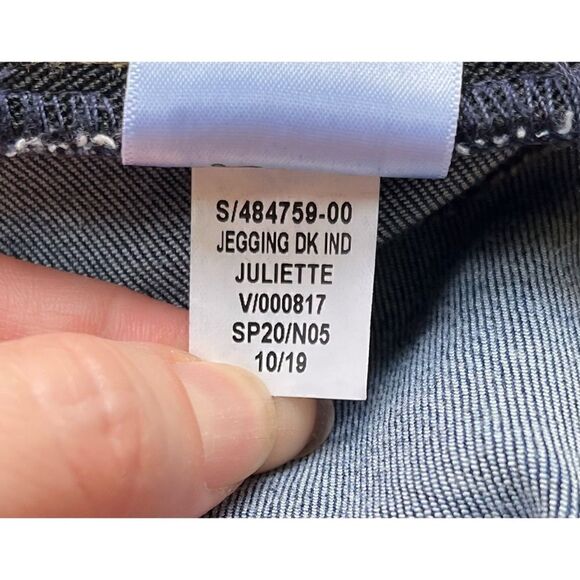 S/484759-00
JEGGING DK IND
JULIETTE
V/000817
SP20/N05
10/19